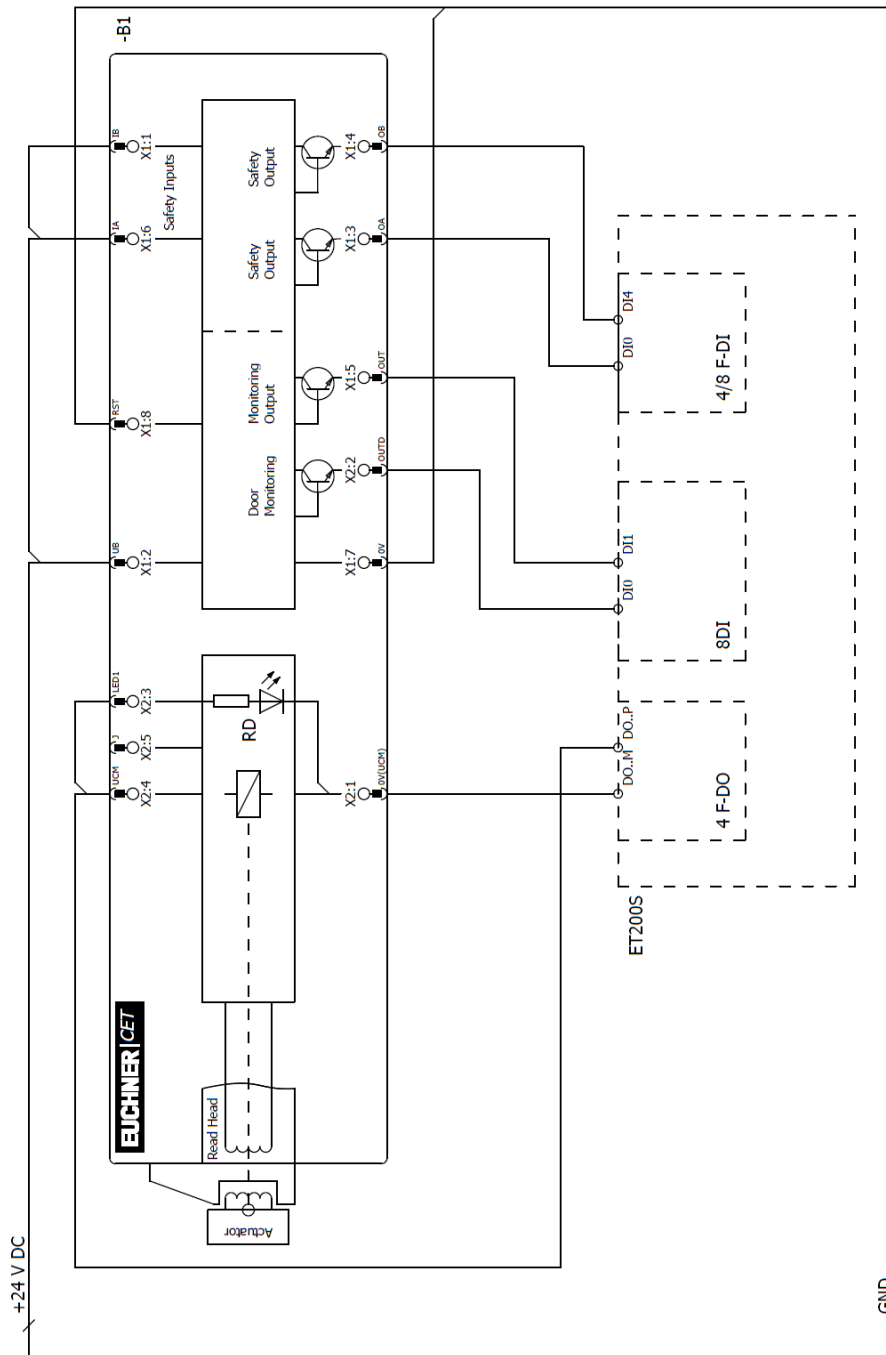 +24 V DC
-B1
UCM
J
LED1
UB
RST
IA
IB
EUCHNER|CET
X2:4
X2:5
X2:3
X1:2
X1:8
X1:6
X1:1
Safety Inputs
Read Head
Actuator
RD
Door
Monitoring
Monitoring
Output
Safety
Output
Safety
Output
X2:1
X1:7
X2:2
X1:5
X1:3
X1:4
0V(UCM)
0V
OUTD
OUT
OA
OB
ET200S
DO..M
DO..P
DI0
DI1
DI0
DI4
4 F-DO
8DI
4/8 F-DI
GND